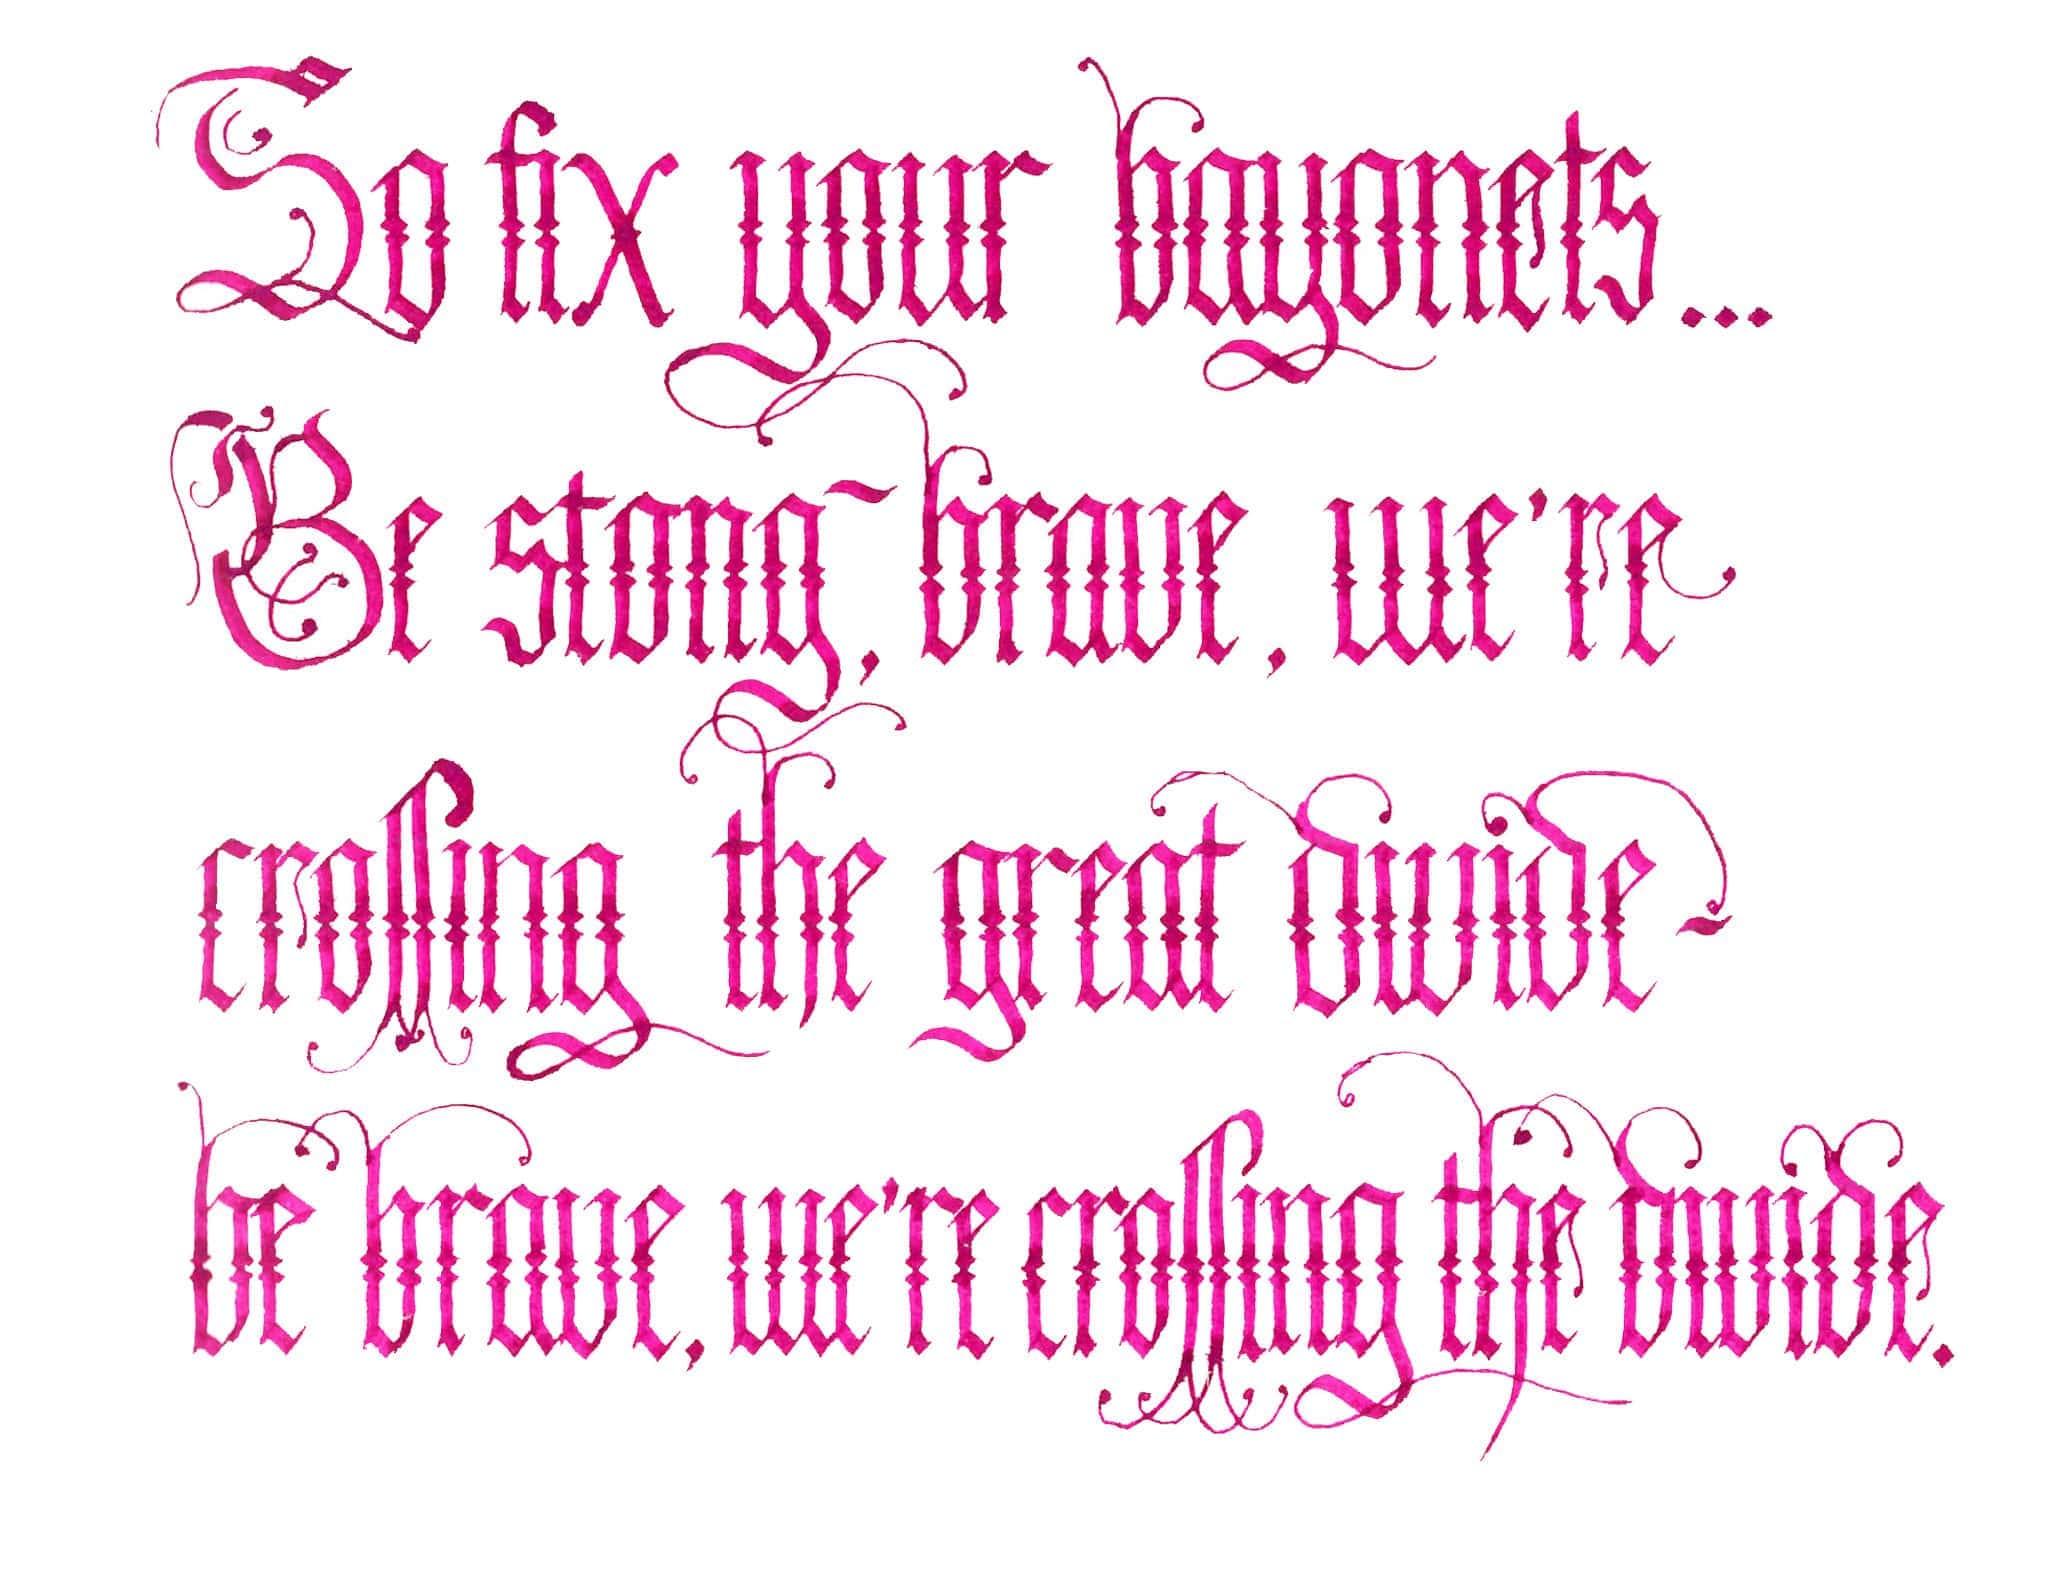 So fix your bayonets...
Be stong, brave, we're
croſſing the great divide
be brave, we're croſſing the divide.